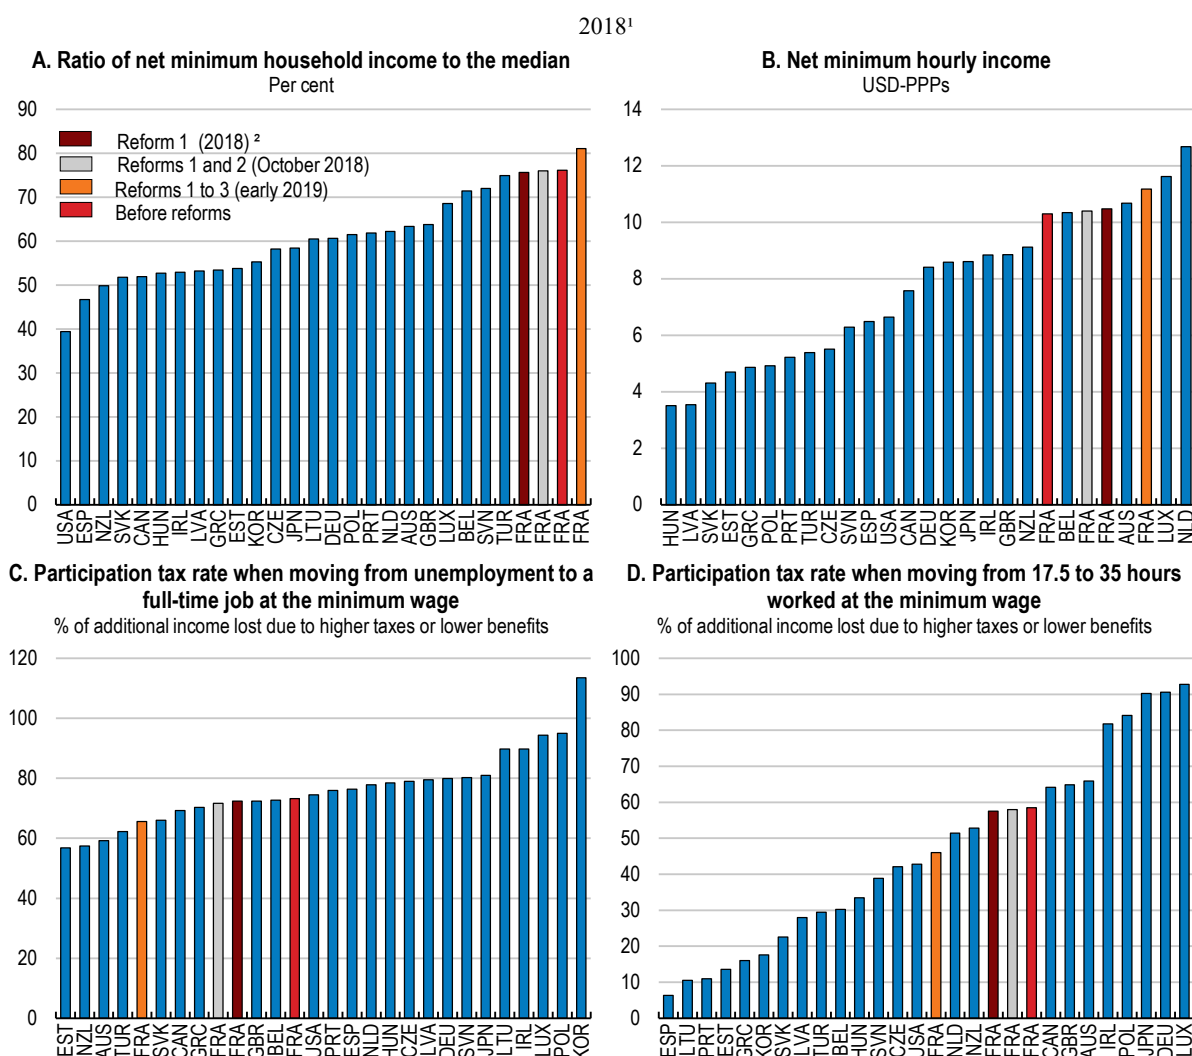 2018¹
A. Ratio of net minimum household income to the median
Per cent
90
80
70
60
50
40
30
20
10
0
Reform 1 (2018) ²
Reforms 1 and 2 (October 2018)
Reforms 1 to 3 (early 2019)
Before reforms
USA ESP NZL SVK CAN HUN IRL LVA GRC EST KOR CZE JPN LTU DEU POL PRT NLD AUS GBR LUX BEL SVN TUR FRA FRA FRA FRA
B. Net minimum hourly income
USD-PPPs
14
12
10
8
6
4
2
0
HUN LVA SVK EST GRC POL PRT TUR CZE SYN ESP USA CAN DEU KOR JPN IRL GBR NZL FRA BEL FRA FRA AUS FRA LUX NLD
C. Participation tax rate when moving from unemployment to a
full-time job at the minimum wage
% of additional income lost due to higher taxes or lower benefits
120
100
80
60
40
20
0
EST NZL AUS TUR FRA SVK CAN GRC FRA FRA GBR BEL FRA USA PRT ESP NLD HUN CZE LVA DEU SVN JPN LTU IRL LUX POL KOR
D. Participation tax rate when moving from 17.5 to 35 hours
worked at the minimum wage
% of additional income lost due to higher taxes or lower benefits
100
90
80
70
60
50
40
30
20
10
0
ESP LTU PRT EST GRC KOR SVK LVA TUR BEL HUN SVN CZE USA FRA NLD NZL FRA FRA FRA CAN GBR AUS IRL POL JPN DEU LUX